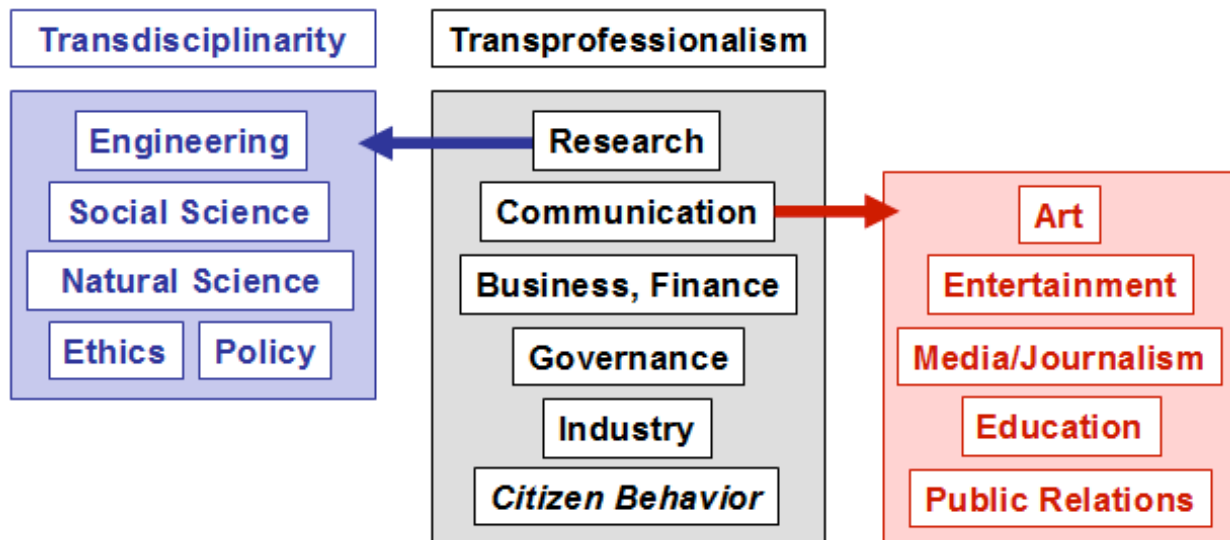 Transdisciplinarity
Engineering
Social Science
Natural Science
Ethics Policy
Transprofessionalism
Research
Communication
Business, Finance
Governance
Industry
Citizen Behavior
Art
Entertainment
Media/Journalism
Education
Public Relations